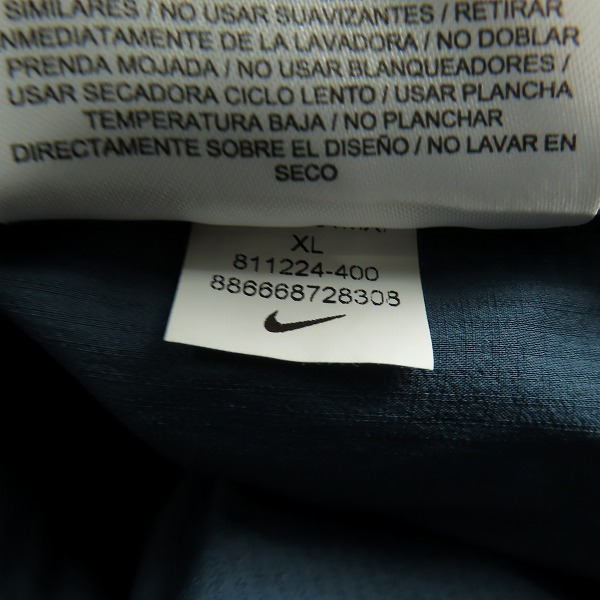 SIMILARES / NO USAR SUAVIZANTES / RETIRAR
NMEDIATAMENTE DE LA LAVADORA / NO DOBLAR
PRENDA MOJADA / NO USAR BLANQUEADORES /
USAR SECADORA CICLO LENTO / USAR PLANCHA
TEMPERATURA BAJA / NO PLANCHAR
DIRECTAMENTE SOBRE EL DISEÑO / NO LAVAR EN
SECO
XL
811224-400
886668728308